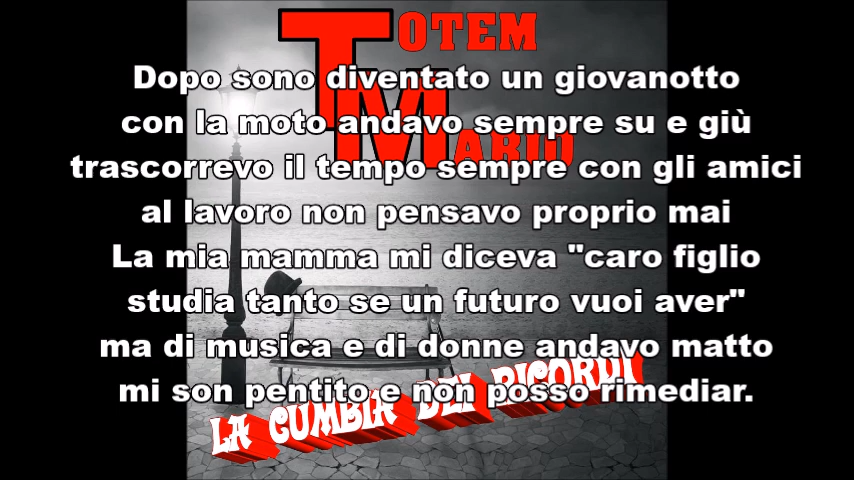 TOTEM
Dopo sono diventato un giovanotto
con la moto andavo sempre su e giù
MARIO
trascorrevo il tempo sempre con gli amici
al lavoro non pensavo proprio mai
La mia mamma mi diceva "caro figlio
studia tanto se un futuro vuoi aver"
ma di musica e di donne andavo matto
mi son pentito e non posso rimediar.
LA CUMBIA DEI RICORDI